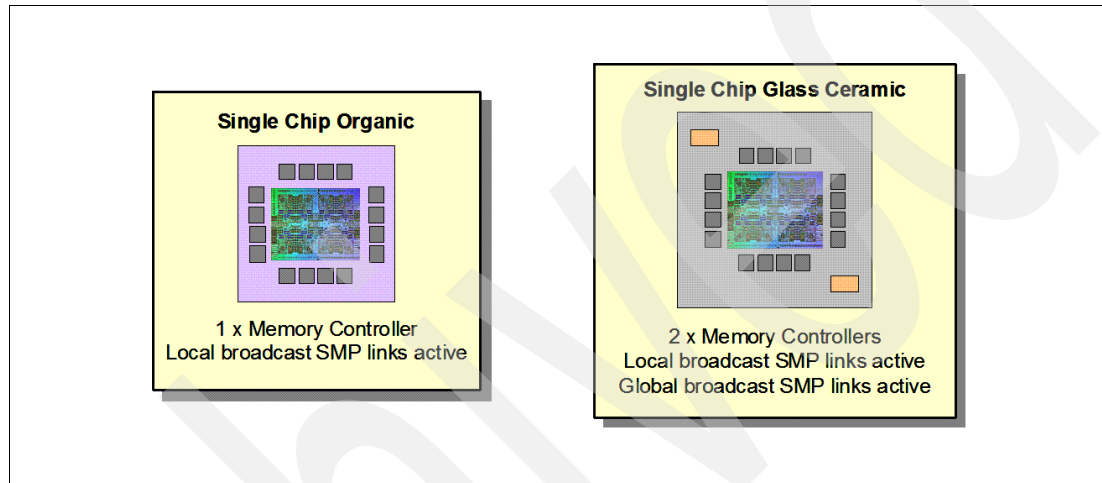 Single Chip Organic
1 x Memory Controller
Local broadcast SMP links active
Single Chip Glass Ceramic
2 x Memory Controllers
Local broadcast SMP links active
Global broadcast SMP links active